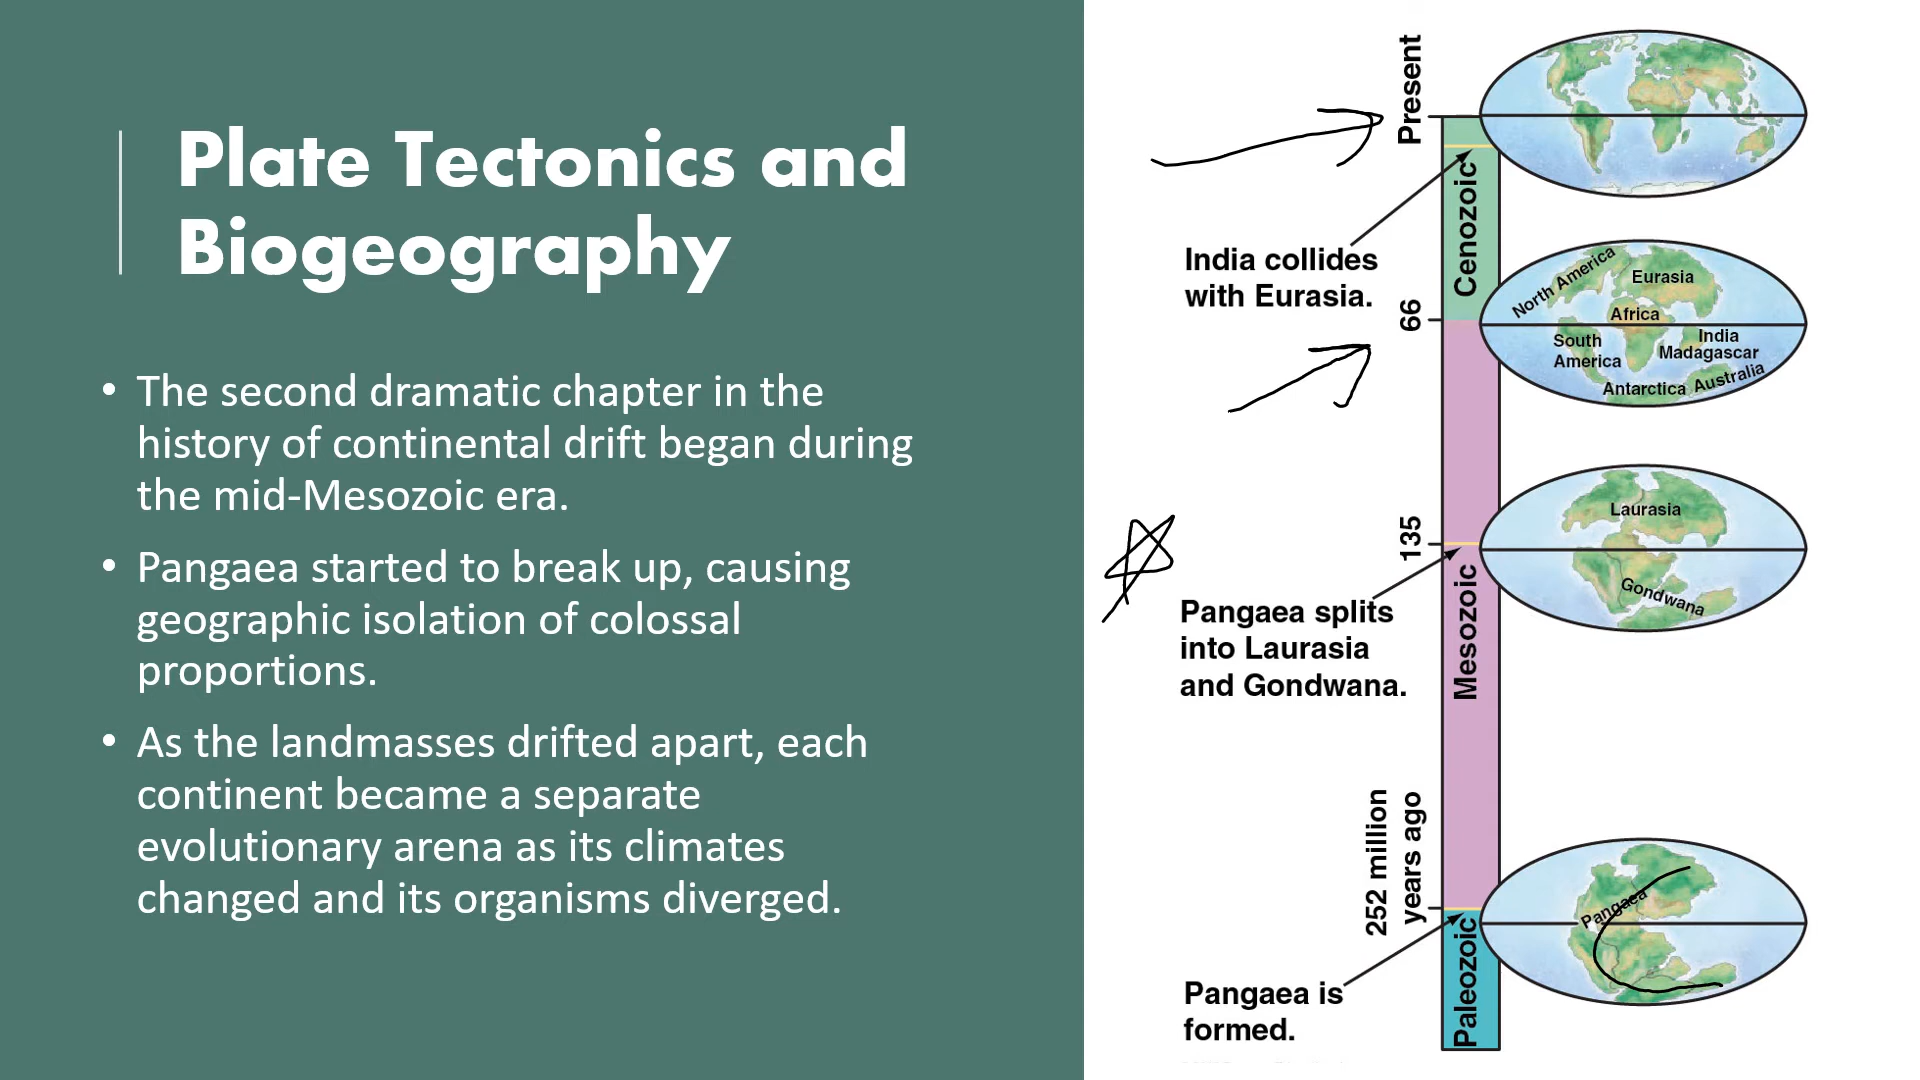 Plate Tectonics and
Biogeography
• The second dramatic chapter in the
history of continental drift began during
the mid-Mesozoic era.
• Pangaea started to break up, causing
geographic isolation of colossal
proportions.
• As the landmasses drifted apart, each
continent became a separate
evolutionary arena as its climates
changed and its organisms diverged.
Present
Cenozoic
India collides
with Eurasia.
66
North America
Eurasia
Africa
South
America
India
Madagascar
Antarctica
Australia
135
Laurasia
Gondwana
Mesozoic
Pangaea splits
into Laurasia
and Gondwana.
252 million
years ago
Pangaea
Paleozoic
Pangaea is
formed.